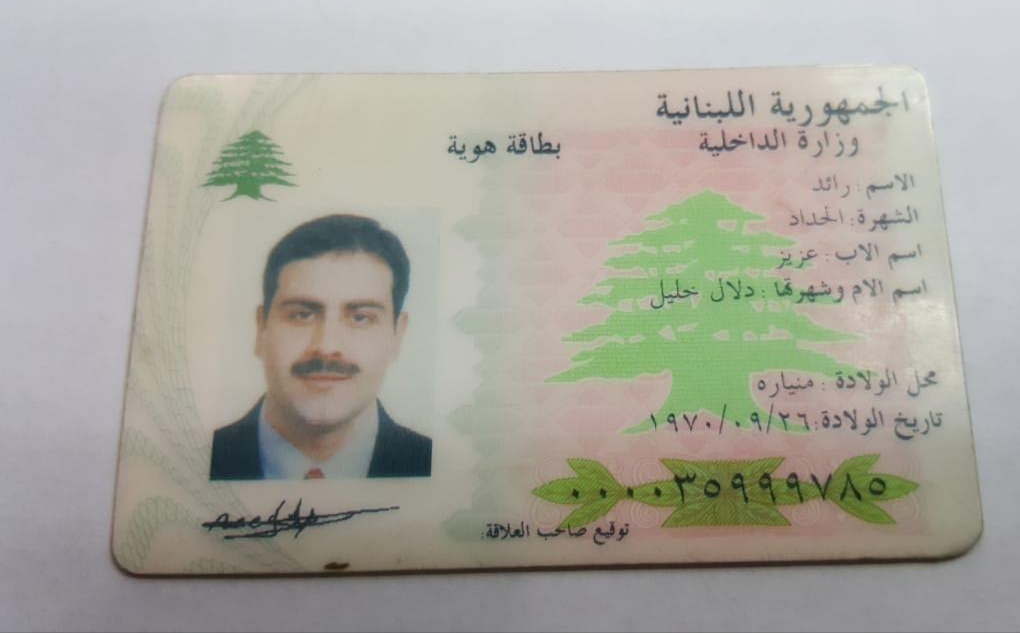 الجمهورية اللبنانية
وزارة الداخلية
بطاقة هوية
الاسم: رائد
الشهرة: الحداد
اسم الاب: عزيز
اسم الام وشهرتها: دلال خليل
محل الولادة: منياره
تاريخ الولادة: ١٩٧٠/٠٩/٢٦
٠٠٠٠٣٥٩٩٩٧٨٥
توقيع صاحب العلاقة: